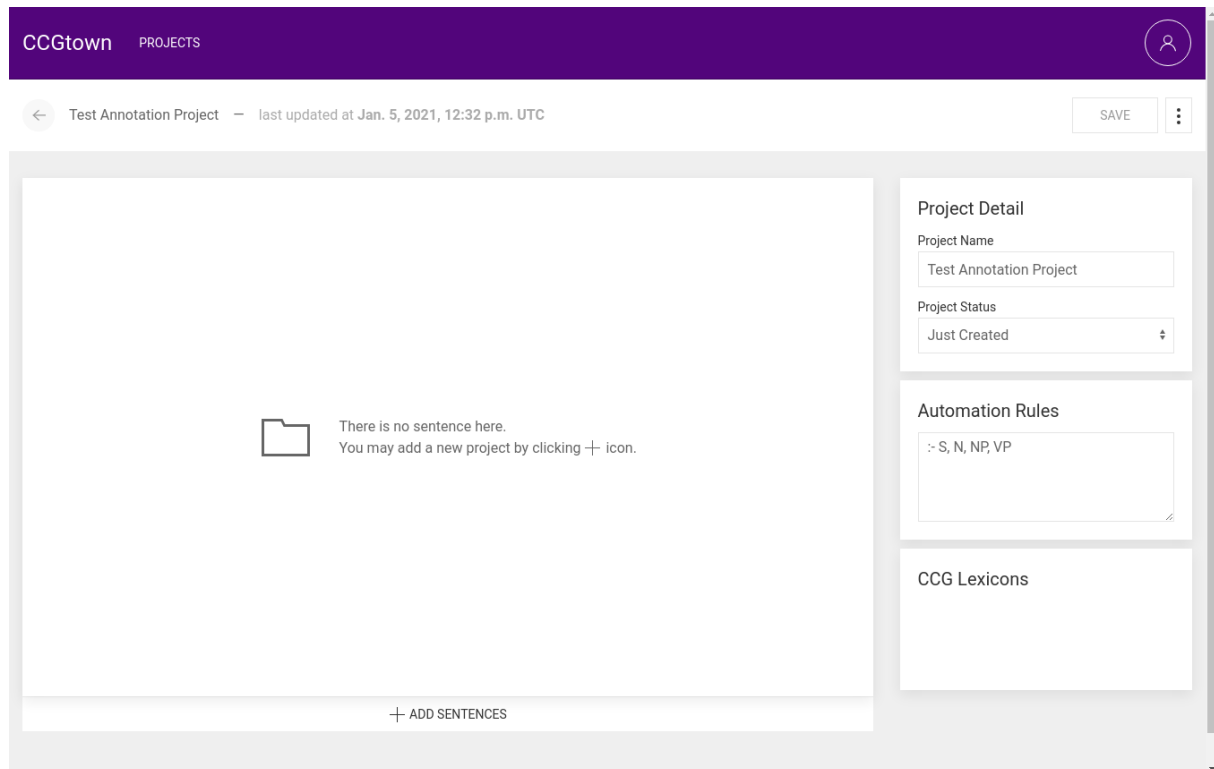 CCGtown PROJECTS
Test Annotation Project – last updated at Jan. 5, 2021, 12:32 p.m. UTC
SAVE
There is no sentence here.
You may add a new project by clicking + icon.
+ ADD SENTENCES
Project Detail
Project Name
Test Annotation Project
Project Status
Just Created
Automation Rules
:- S, N, NP, VP
CCG Lexicons